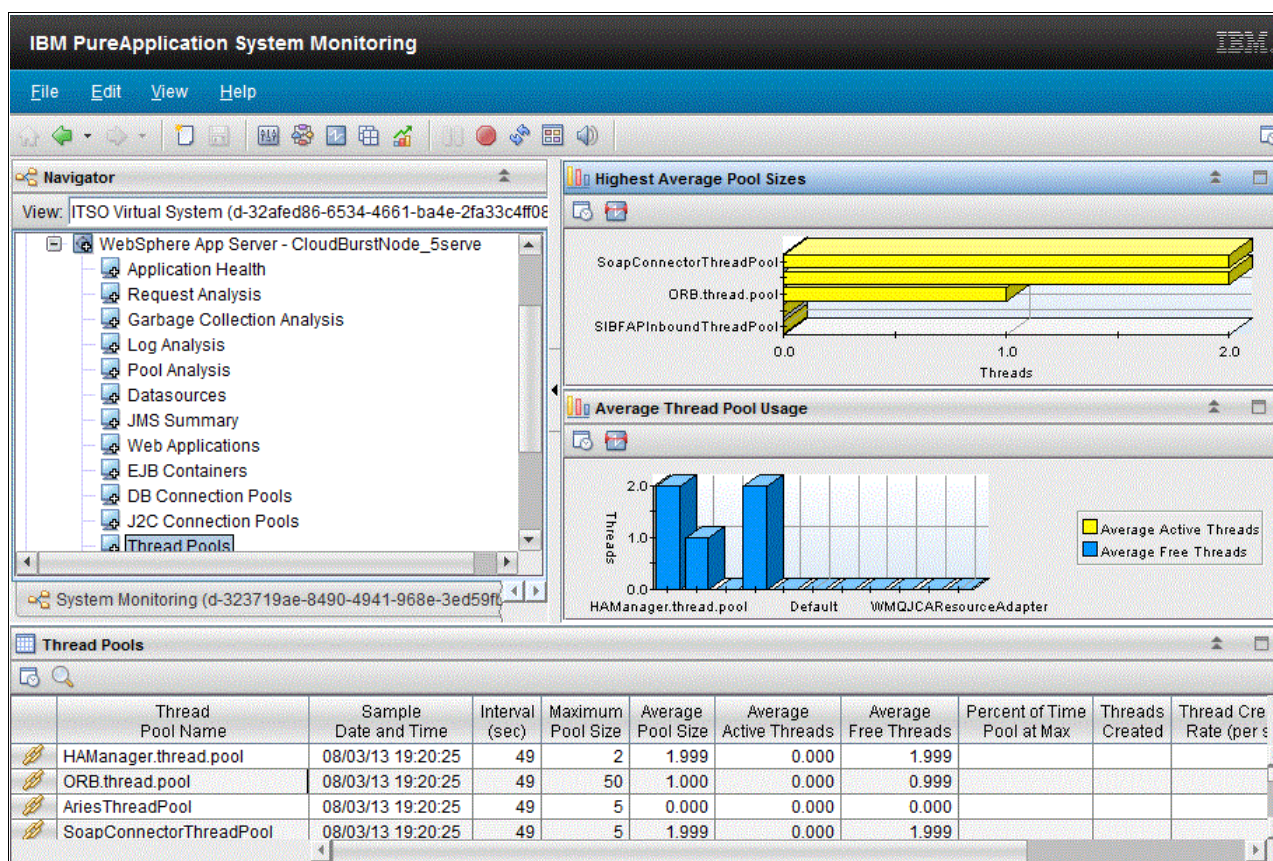 IBM PureApplication System Monitoring
IBM.
File Edit View Help
Navigator
View: ITSO Virtual System (d-32afed86-6534-4661-ba4e-2fa33c4ff08
WebSphere App Server - CloudBurstNode_5serve
Application Health
Request Analysis
Garbage Collection Analysis
Log Analysis
Pool Analysis
Datasources
JMS Summary
Web Applications
EJB Containers
DB Connection Pools
J2C Connection Pools
Thread Pools
System Monitoring (d-323719ae-8490-4941-968e-3ed59f
Highest Average Pool Sizes
SoapConnectorThreadPool
ORB.thread.pool
SIBFAPInboundThreadPool
0.0 1.0 2.0
Threads
Average Thread Pool Usage
2.0
1.0
0.0
Threads
HAManager.thread.pool Default WMQJCAResourceAdapter
Average Active Threads
Average Free Threads
Thread Pools
Thread Pool Name Sample Date and Time Interval (sec) Maximum Pool Size Average Pool Size Average Active Threads Average Free Threads Percent of Time Pool at Max Threads Created Thread Cre Rate (per s
HAManager.thread.pool 08/03/13 19:20:25 49 2 1.999 0.000 1.999
ORB.thread.pool 08/03/13 19:20:25 49 50 1.000 0.000 0.999
AriesThreadPool 08/03/13 19:20:25 49 5 0.000 0.000 0.000
SoapConnectorThreadPool 08/03/13 19:20:25 49 5 1.999 0.000 1.999